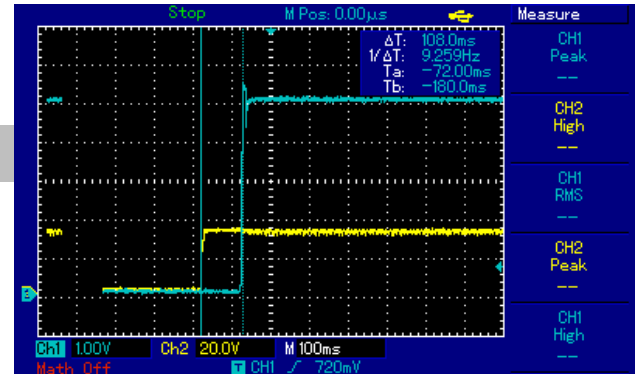 Stop M Pos: 0.00µs Measure
ΔT: 108.0ms
1/ΔT: 9.259Hz
Ta: -72.00ms
Tb: -180.0ms
CH1
Peak
--
CH2
High
--
CH1
RMS
--
CH2
Peak
--
CH1
High
--
Ch1 1.00V Ch2 20.0V M 100ms
Math Off T CH1 / 720mV